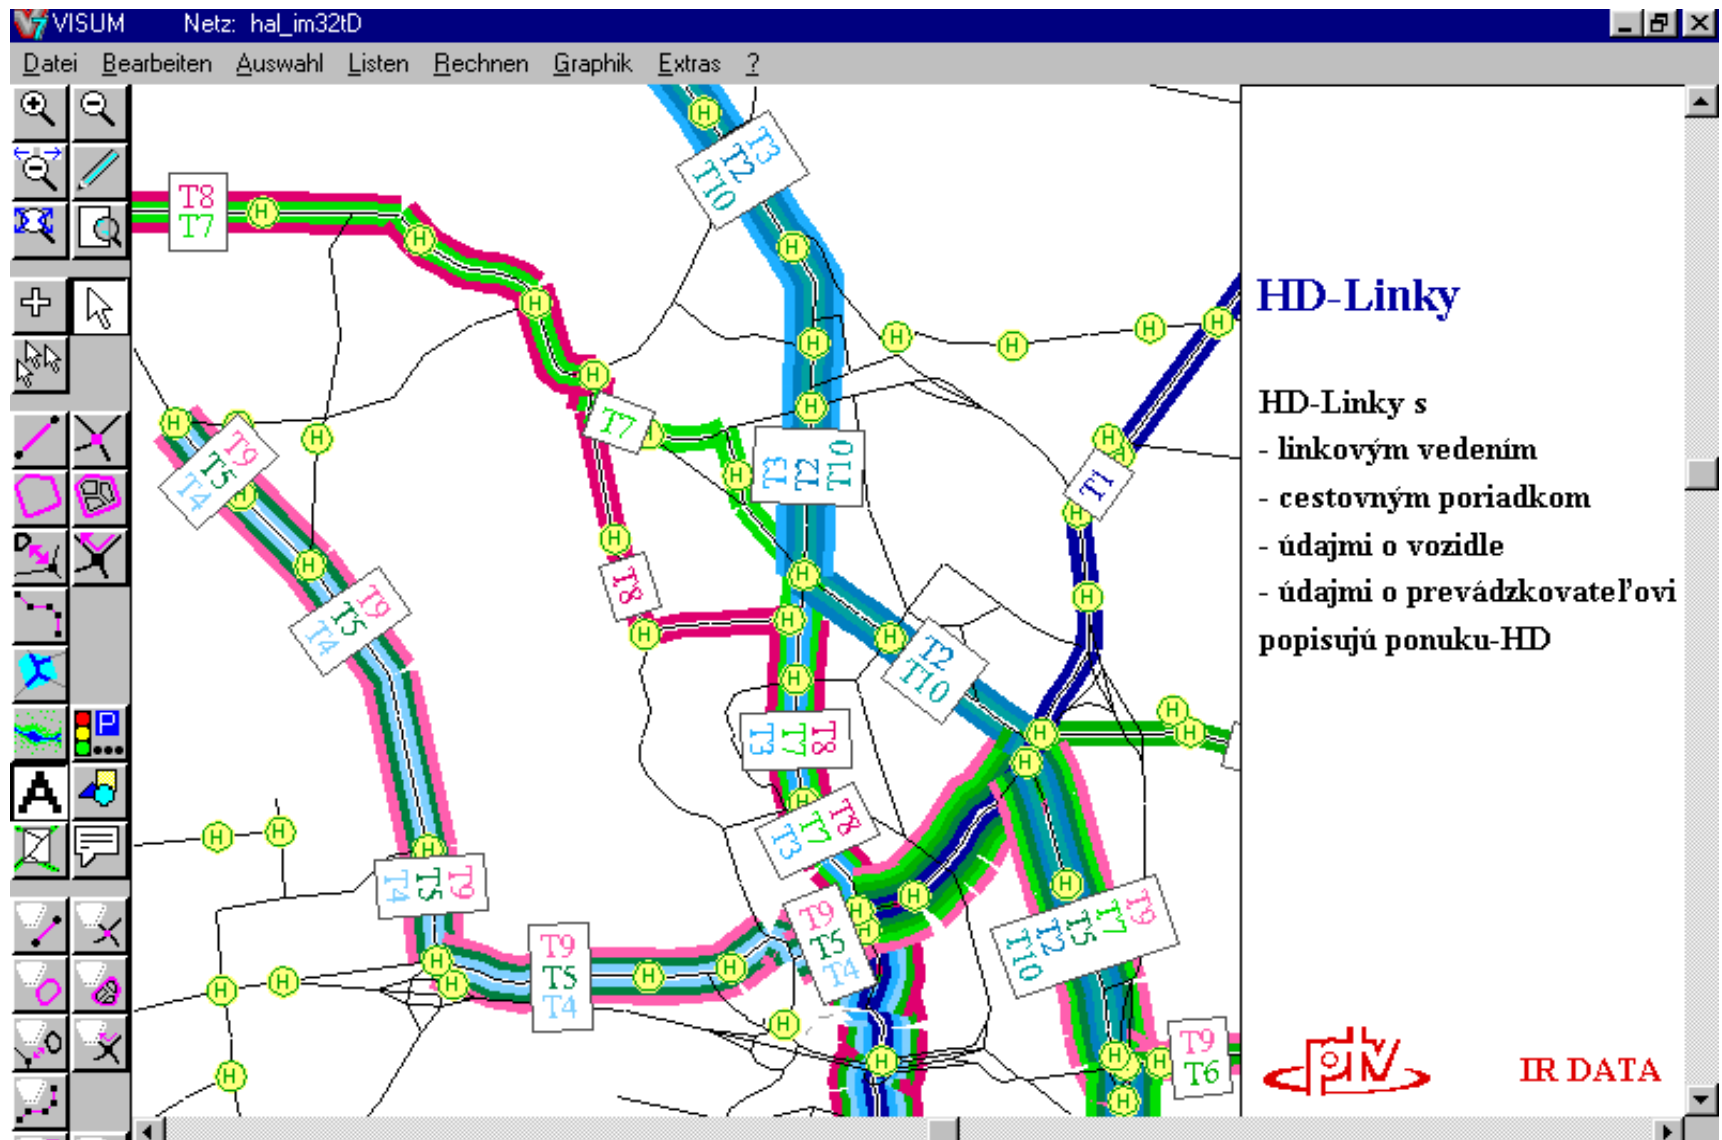 VISUM Netz: hal_im32tD
Datei Bearbeiten Auswahl Listen Rechnen Graphik Extras ?
T3
T2
T10
T8
T7
T7
T9
T5
T4
T3
T2
T10
T1
T8
T9
T5
T4
T2
T10
T3
T7
T8
T3
T7
T8
T4
T5
T9
T9
T5
T4
T9
T5
T4
T10
T2
T5
T7
T9
T9
T6
HD-Linky
HD-Linky s
- linkovým vedením
- cestovným poriadkom
- údajmi o vozidle
- údajmi o prevádzkovateľovi
popisujú ponuku-HD
ptv
IR DATA